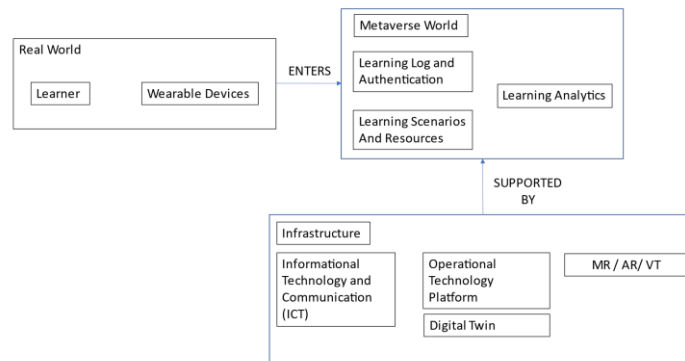 Real World
Learner
Wearable Devices
ENTERS
Metaverse World
Learning Log and
Authentication
Learning Scenarios
And Resources
Learning Analytics
SUPPORTED
BY
Infrastructure
Informational
Technology and
Communication
(ICT)
Operational
Technology
Platform
Digital Twin
MR / AR/ VT